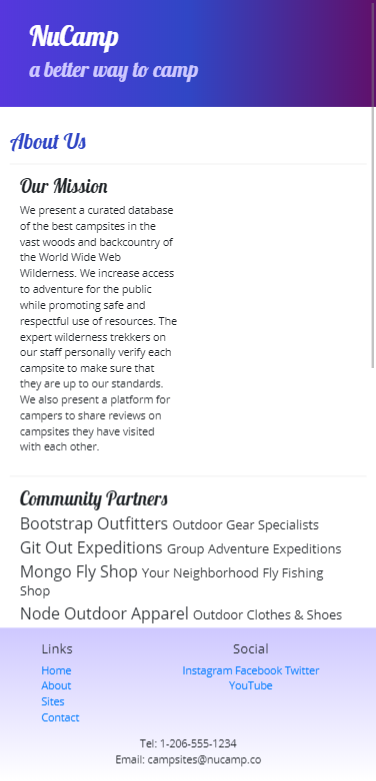 NuCamp
a better way to camp
About Us
Our Mission
We present a curated database
of the best campsites in the
vast woods and backcountry of
the World Wide Web
Wilderness. We increase access
to adventure for the public
while promoting safe and
respectful use of resources. The
expert wilderness trekkers on
our staff personally verify each
campsite to make sure that
they are up to our standards.
We also present a platform for
campers to share reviews on
campsites they have visited
with each other.
Community Partners
Bootstrap Outfitters Outdoor Gear Specialists
Git Out Expeditions Group Adventure Expeditions
Mongo Fly Shop Your Neighborhood Fly Fishing
Shop
Node Outdoor Apparel Outdoor Clothes & Shoes
Links
Home
About
Sites
Contact
Social
Instagram Facebook Twitter
YouTube
Tel: 1-206-555-1234
Email: campsites@nucamp.co